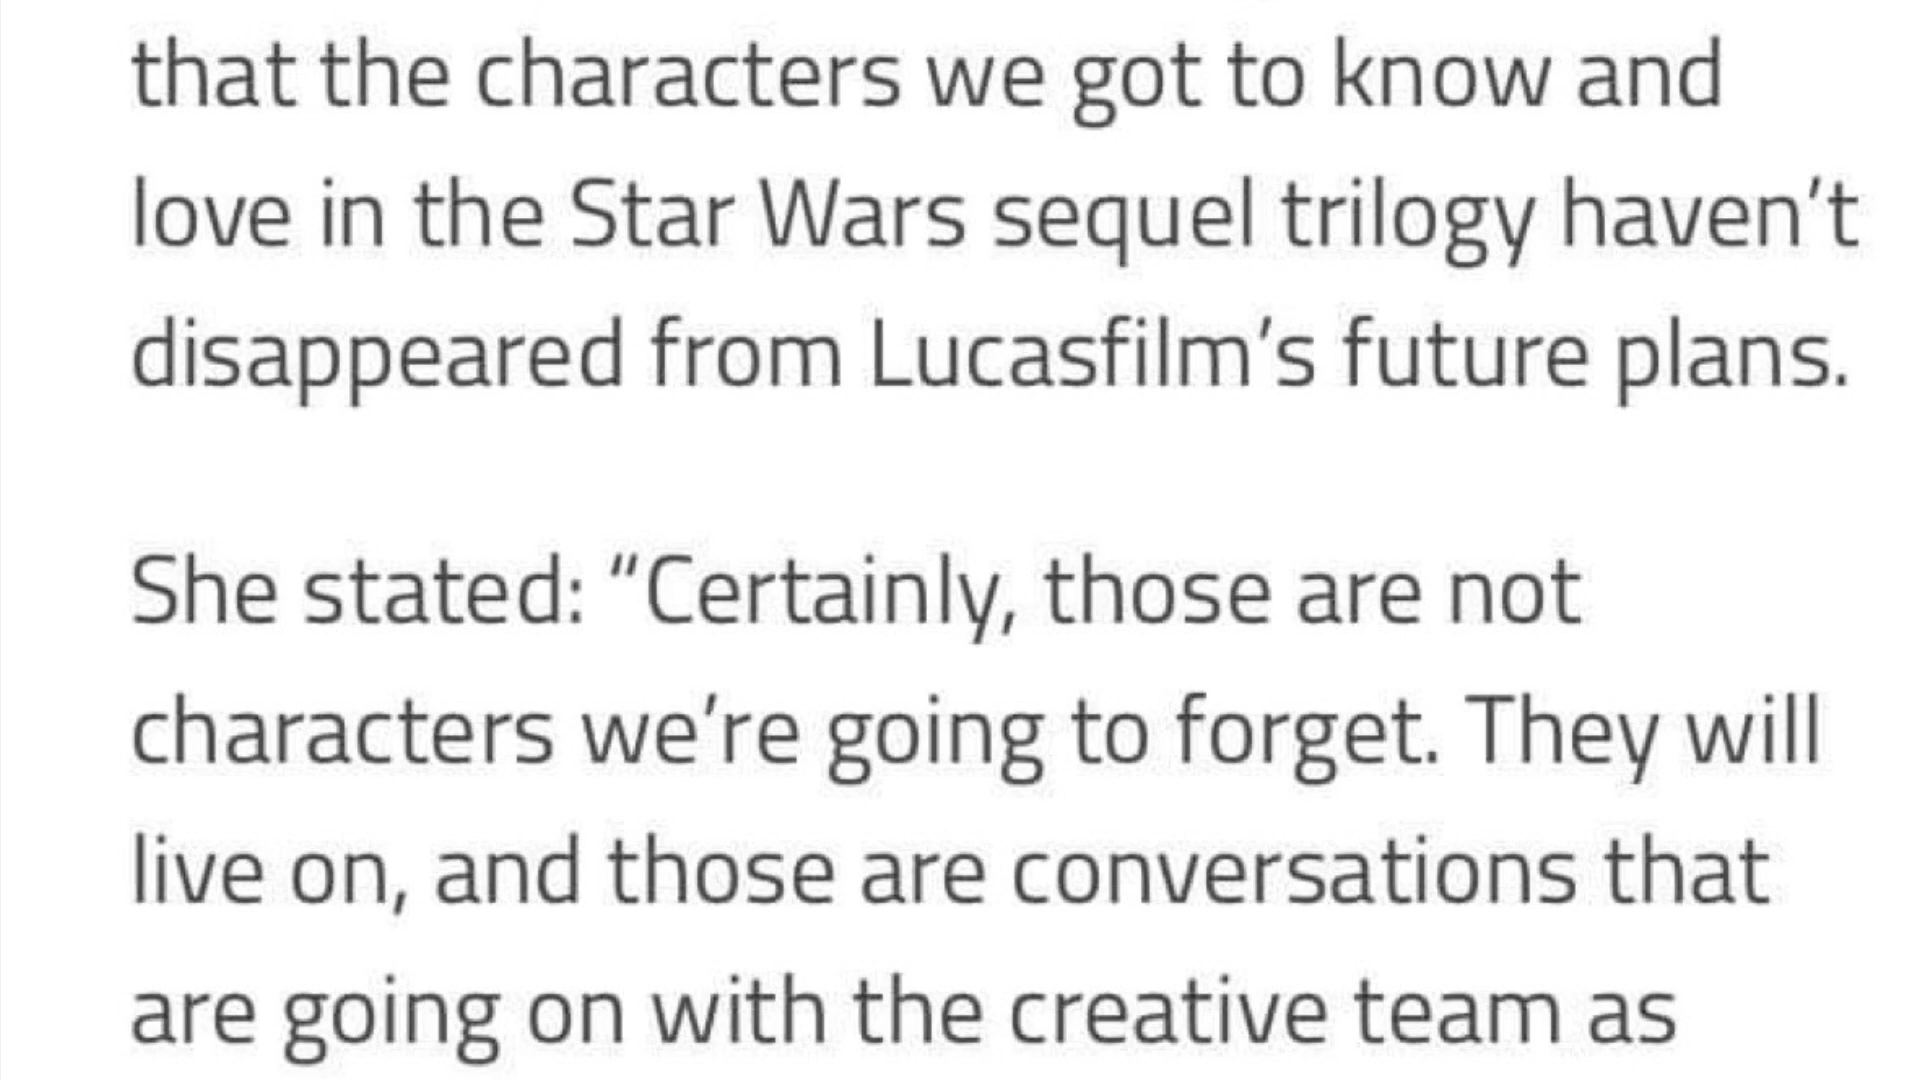 that the characters we got to know and
love in the Star Wars sequel trilogy haven't
disappeared from Lucasfilm's future plans.
She stated: "Certainly, those are not
characters we're going to forget. They will
live on, and those are conversations that
are going on with the creative team as